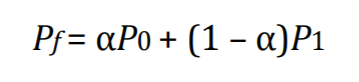 Pf = αP0 + (1 – α)P1